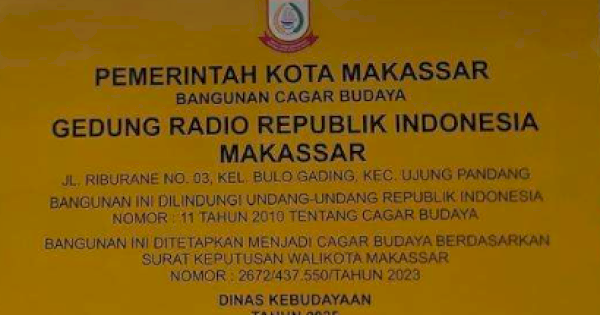 PEMERINTAH KOTA MAKASSAR
BANGUNAN CAGAR BUDAYA
GEDUNG RADIO REPUBLIK INDONESIA
MAKASSAR
JL. RIBURANE NO. 03, KEL. BULO GADING, KEC. UJUNG PANDANG
BANGUNAN INI DILINDUNGI UNDANG-UNDANG REPUBLIK INDONESIA
NOMOR : 11 TAHUN 2010 TENTANG CAGAR BUDAYA
BANGUNAN INI DITETAPKAN MENJADI CAGAR BUDAYA BERDASARKAN
SURAT KEPUTUSAN WALIKOTA MAKASSAR
NOMOR : 2672/437.550/TAHUN 2023
DINAS KEBUDAYAAN
TAHUN 2025